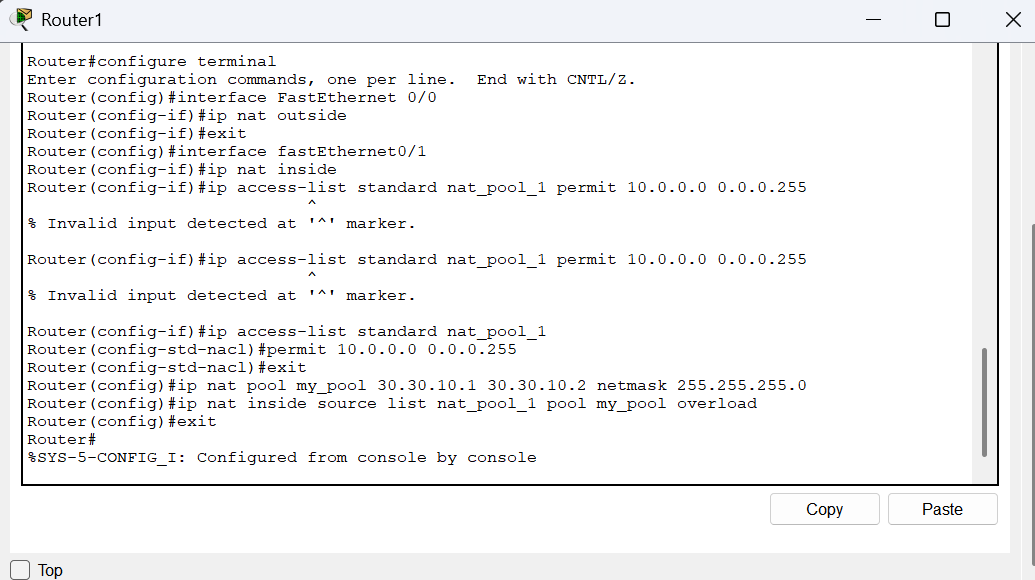 Router1
Router#configure terminal
Enter configuration commands, one per line.  End with CNTL/Z.
Router(config)#interface FastEthernet 0/0
Router(config-if)#ip nat outside
Router(config-if)#exit
Router(config)#interface fastEthernet0/1
Router(config-if)#ip nat inside
Router(config-if)#ip access-list standard nat_pool_1 permit 10.0.0.0 0.0.0.255
^
% Invalid input detected at '^' marker.
Router(config-if)#ip access-list standard nat_pool_1 permit 10.0.0.0 0.0.0.255
^
% Invalid input detected at '^' marker.
Router(config-if)#ip access-list standard nat_pool_1
Router(config-std-nacl)#permit 10.0.0.0 0.0.0.255
Router(config-std-nacl)#exit
Router(config)#ip nat pool my_pool 30.30.10.1 30.30.10.2 netmask 255.255.255.0
Router(config)#ip nat inside source list nat_pool_1 pool my_pool overload
Router(config)#exit
Router#
%SYS-5-CONFIG_I: Configured from console by console
Copy
Paste
Top